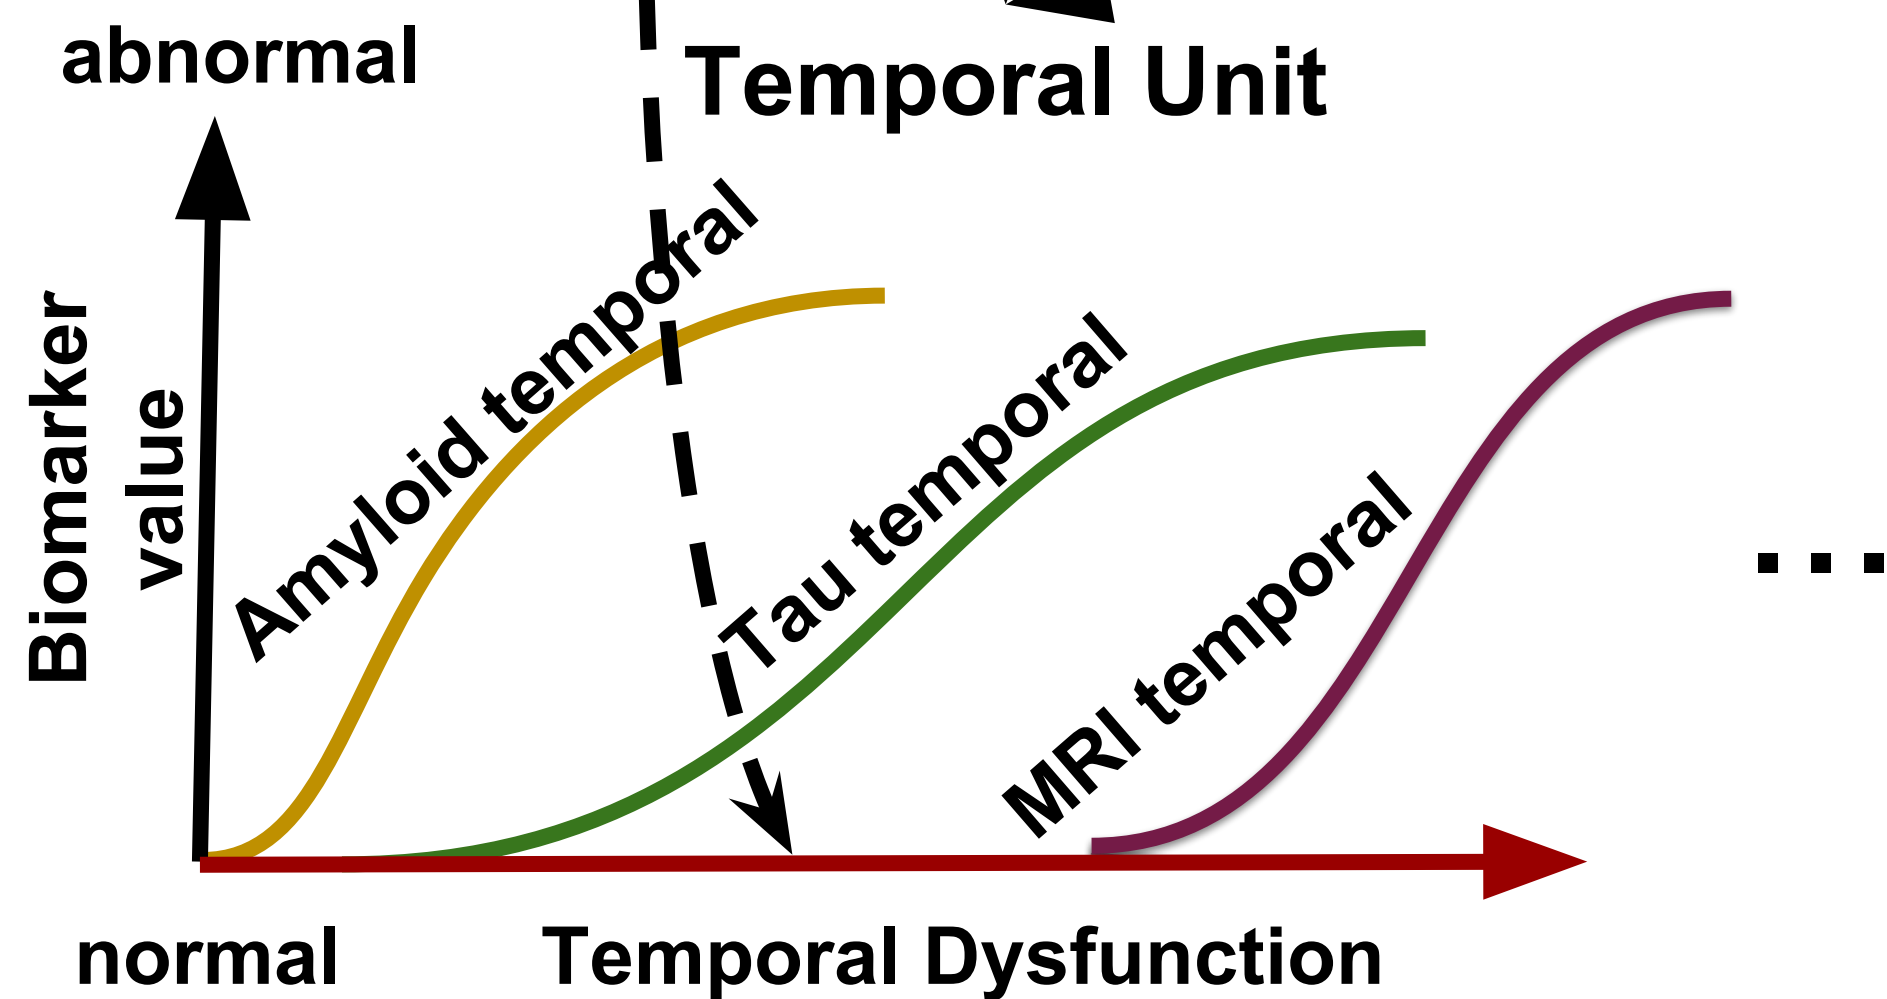 abnormal
Temporal Unit
Biomarker
value
Amyloid temporal
Tau temporal
MRI temporal
...
normal
Temporal Dysfunction